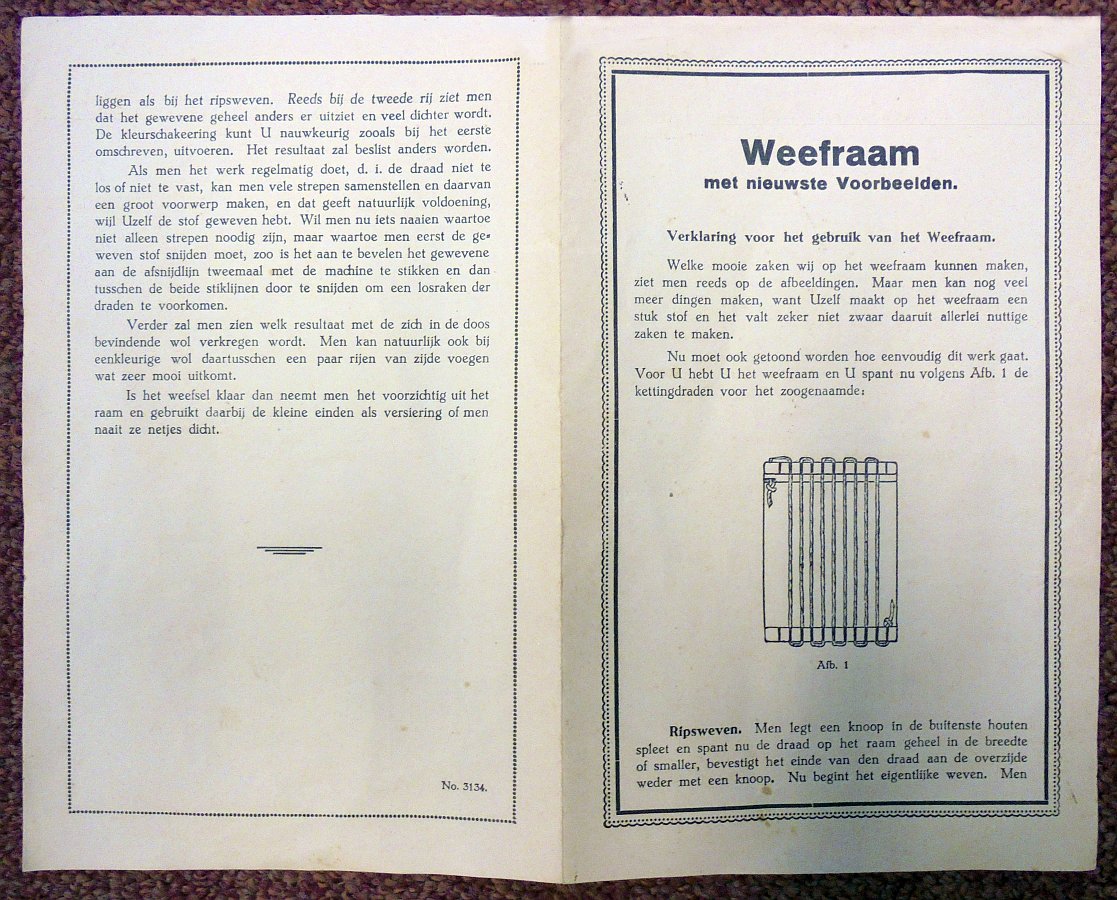 liggen als bij het ripsweven. Reeds bij de tweede rij ziet men
dat het gewevene geheel anders er uitziet en veel dichter wordt.
De kleurschakeering kunt U nauwkeurig zooals bij het eerste
omschreven, uitvoeren. Het resultaat zal beslist anders worden.
Als men het werk regelmatig doet, d. i. de draad niet te
los of niet te vast, kan men vele strepen samenstellen en daarvan
een groot voorwerp maken, en dat geeft natuurlijk voldoening,
wijl Uzelf de stof geweven hebt. Wil men nu iets naaien waartoe
niet alleen strepen noodig zijn, maar waartoe men eerst de ge-
weven stof snijden moet, zoo is het aan te bevelen het gewevene
aan de afsnijdlijn tweemaal met de machine te stikken en dan
tusschen de beide stiklijnen door te snijden om een losraken der
draden te voorkomen.
Verder zal men zien welk resultaat met de zich in de doos
bevindende wol verkregen wordt. Men kan natuurlijk ook bij
eenkleurige wol daartusschen een paar rijen van zijde voegen
wat zeer mooi uitkomt.
Is het weefsel klaar dan neemt men het voorzichtig uit het
raam en gebruikt daarbij de kleine einden als versiering of men
naait ze netjes dicht.
No. 3134.
Weefraam
met nieuwste Voorbeelden.
Verklaring voor het gebruik van het Weefraam.
Welke mooie zaken wij op het weefraam kunnen maken,
ziet men reeds op de afbeeldingen. Maar men kan nog veel
meer dingen maken, want Uzelf maakt op het weefraam een
stuk stof en het valt zeker niet zwaar daaruit allerlei nuttige
zaken te maken.
Nu moet ook getoond worden hoe eenvoudig dit werk gaat.
Voor U hebt U het weefraam en U spant nu volgens Afb. 1 de
kettingdraden voor het zoogenaamde:
Afb. 1
Ripsweven. Men legt een knoop in de buitenste houten
spleet en spant nu de draad op het raam geheel in de breedte
of smaller, bevestigt het einde van den draad aan de overzijde
weder met een knoop. Nu begint het eigentlijke weven. Men